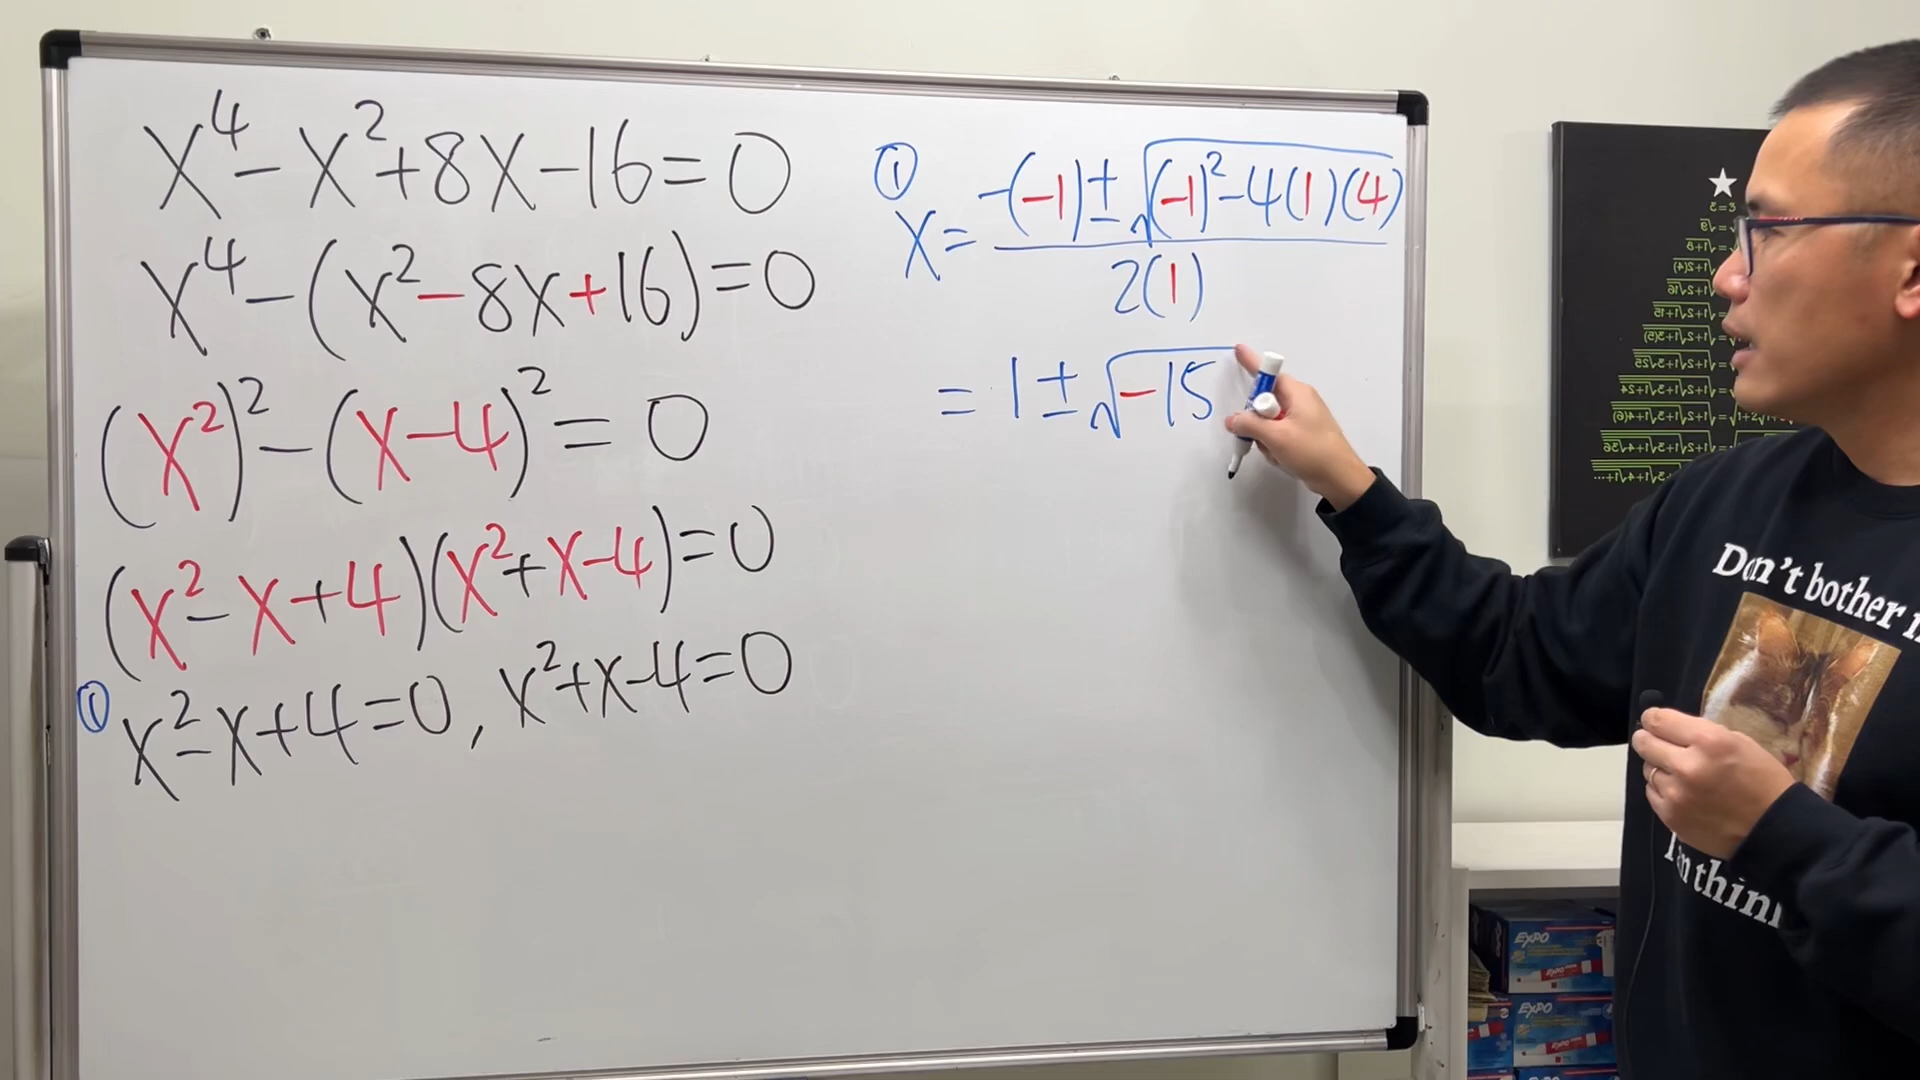 x⁴ - x² + 8x - 16 = 0
x⁴ - (x² - 8x + 16) = 0
(x²)² - (x - 4)² = 0
(x² - x + 4)(x² + x - 4) = 0
① x² - x + 4 = 0, x² + x - 4 = 0
①
x = (-(-1) ± √((-1)² - 4(1)(4))) / 2(1)
= 1 ± √-15
Don't bother
thin
EXPO
EXPO